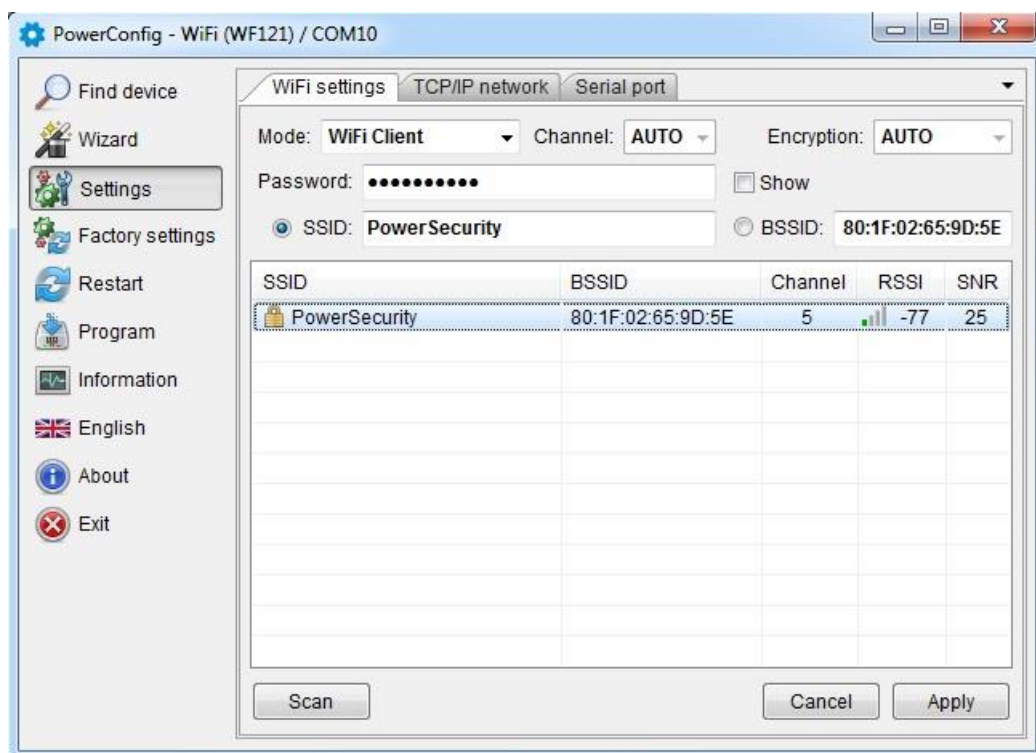 PowerConfig - WiFi (WF121) / COM10
Find device
Wizard
Settings
Factory settings
Restart
Program
Information
English
About
Exit
WiFi settings TCP/IP network Serial port
Mode: WiFi Client Channel: AUTO Encryption: AUTO
Password: ●●●●●●●●●● Show
SSID: PowerSecurity BSSID: 80:1F:02:65:9D:5E
SSID BSSID Channel RSSI SNR
PowerSecurity 80:1F:02:65:9D:5E 5 -77 25
Scan Cancel Apply